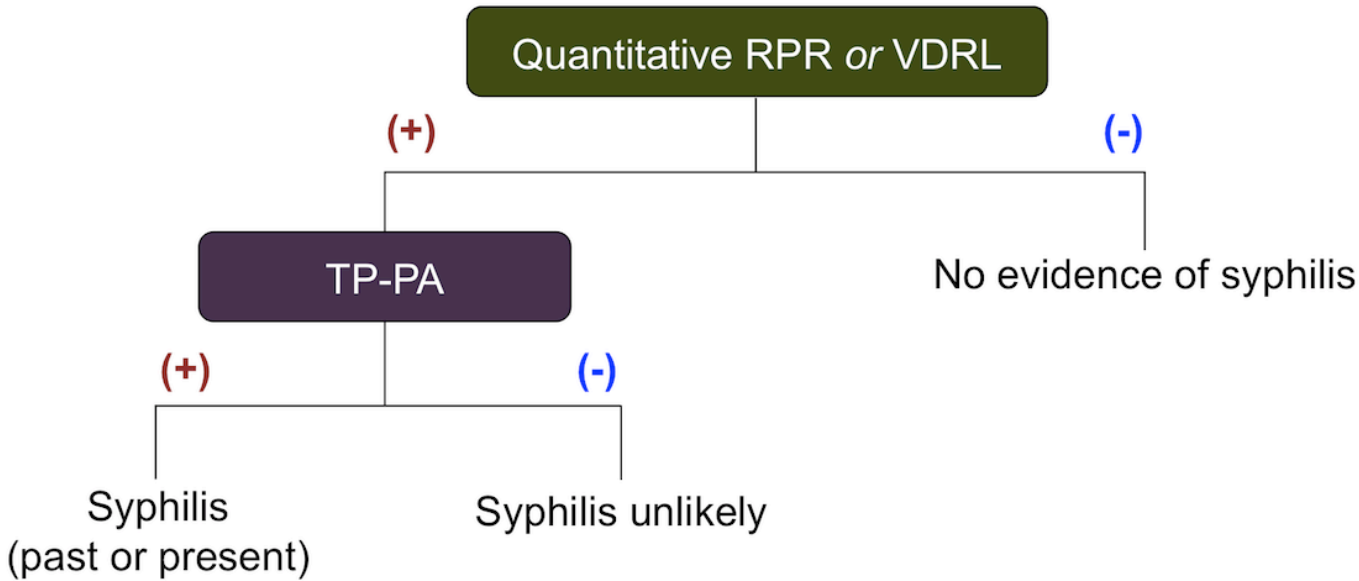 Quantitative RPR or VDRL
(+)
(-)
TP-PA
No evidence of syphilis
(+)
(-)
Syphilis
(past or present)
Syphilis unlikely